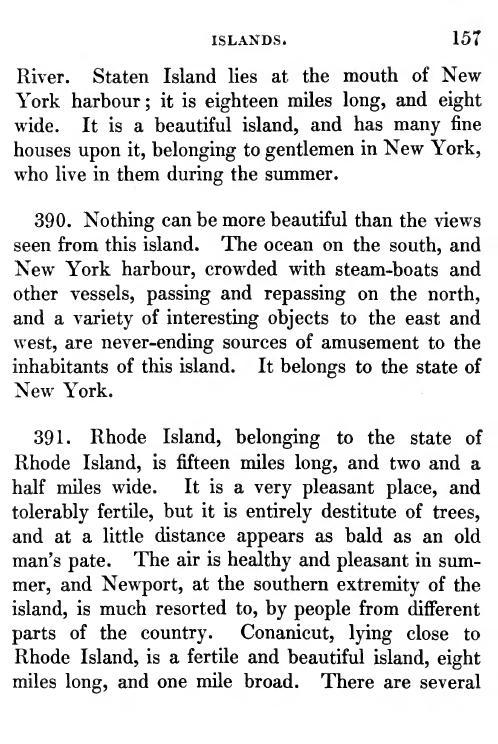 ISLANDS. 157
River. Staten Island lies at the mouth of New
York harbour; it is eighteen miles long, and eight
wide. It is a beautiful island, and has many fine
houses upon it, belonging to gentlemen in New York,
who live in them during the summer.
390. Nothing can be more beautiful than the views
seen from this island. The ocean on the south, and
New York harbour, crowded with steam-boats and
other vessels, passing and repassing on the north,
and a variety of interesting objects to the east and
west, are never-ending sources of amusement to the
inhabitants of this island. It belongs to the state of
New York.
391. Rhode Island, belonging to the state of
Rhode Island, is fifteen miles long, and two and a
half miles wide. It is a very pleasant place, and
tolerably fertile, but it is entirely destitute of trees,
and at a little distance appears as bald as an old
man's pate. The air is healthy and pleasant in sum-
mer, and Newport, at the southern extremity of the
island, is much resorted to, by people from different
parts of the country. Conanicut, lying close to
Rhode Island, is a fertile and beautiful island, eight
miles long, and one mile broad. There are several